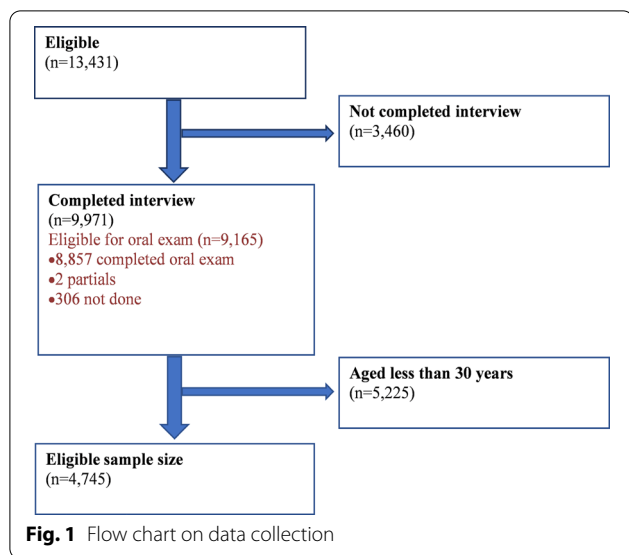 Eligible
(n=13,431)
Not completed interview
(n=3,460)
Completed interview
(n=9,971)
Eligible for oral exam (n=9,165)
•8,857 completed oral exam
•2 partials
•306 not done
Aged less than 30 years
(n=5,225)
Eligible sample size
(n=4,745)
Fig. 1 Flow chart on data collection